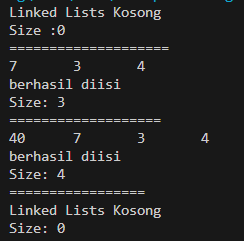 Linked Lists Kosong
Size :0
====================
7 3 4
berhasil diisi
Size: 3
===================
40 7 3 4
berhasil diisi
Size: 4
=================
Linked Lists Kosong
Size: 0